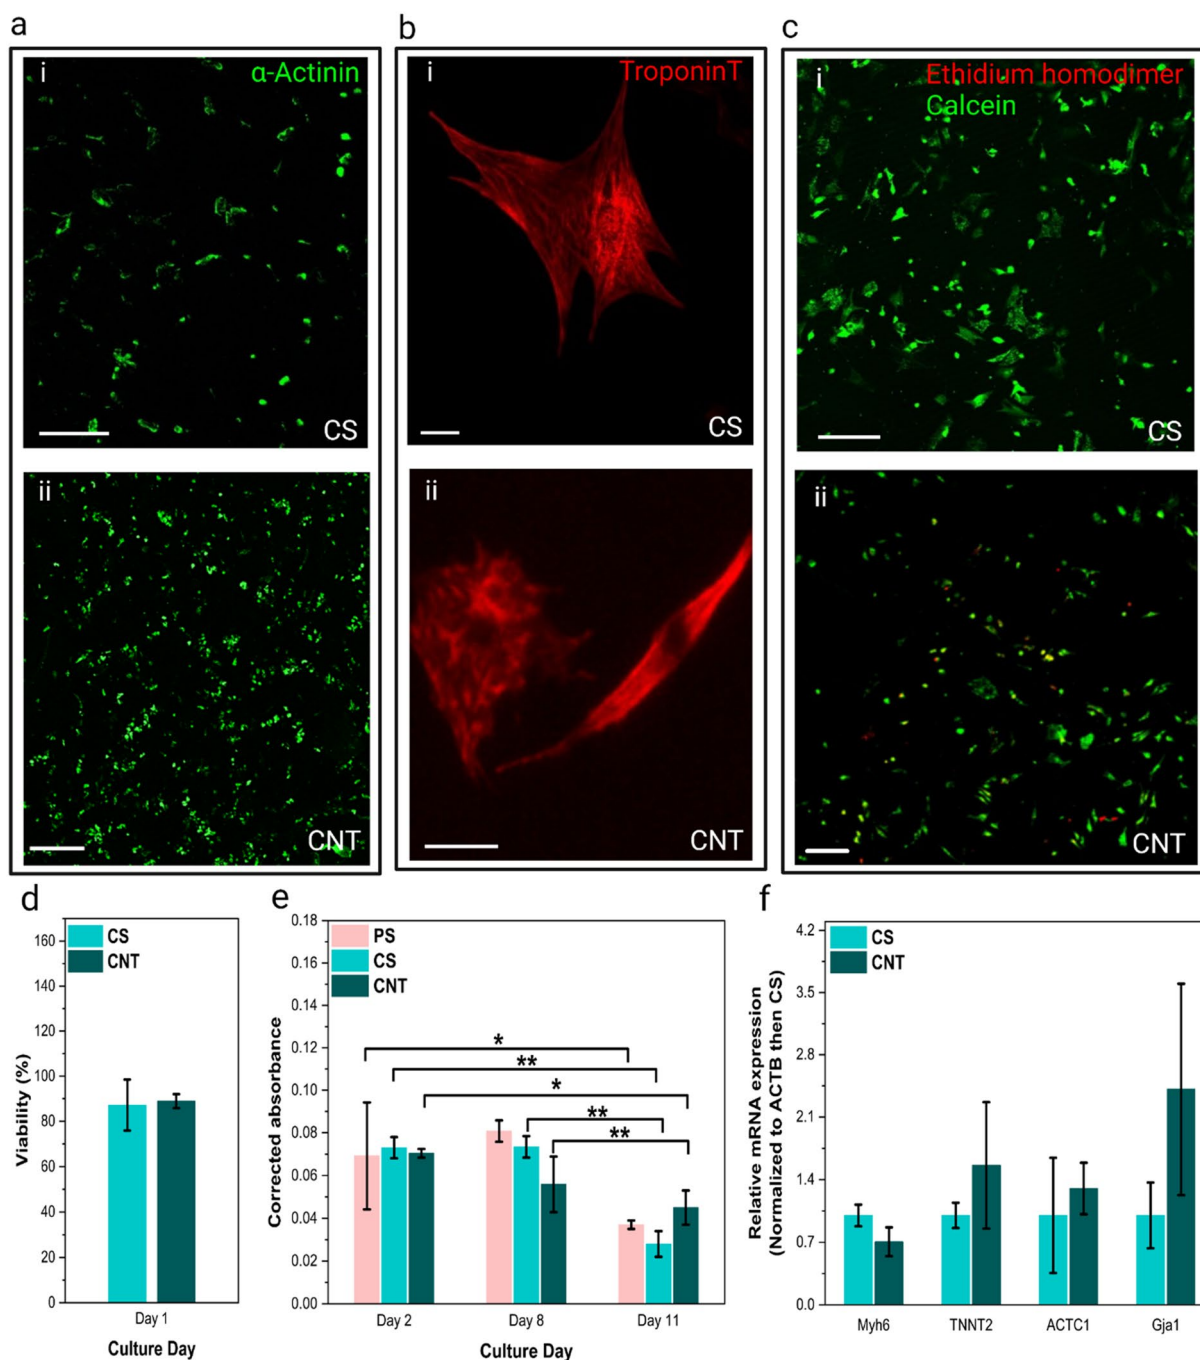 a
b
c
i
α-Actinin
CS
ii
CNT
i
TroponinT
CS
ii
CNT
i
Ethidium homodimer
Calcein
CS
ii
CNT
d
CS
CNT
160
140
120
100
80
60
40
20
0
Viability (%)
Day 1
Culture Day
e
PS
CS
CNT
0.18
0.16
0.14
0.12
0.10
0.08
0.06
0.04
0.02
0.00
Corrected absorbance
*
**
*
**
**
Day 2
Day 8
Day 11
Culture Day
f
CS
CNT
4.2
3.5
2.8
2.1
1.4
0.7
0.0
Relative mRNA expression
(Normalized to ACTB then CS)
Myh6
TNNT2
ACTC1
Gja1